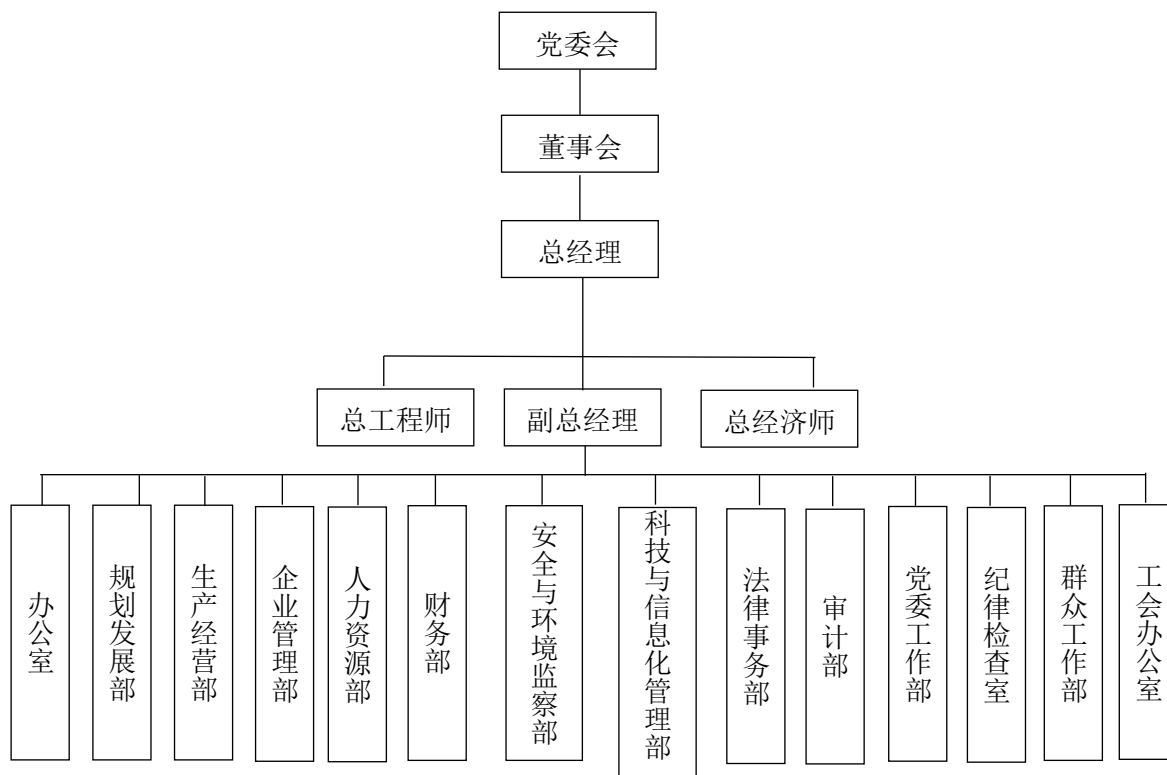 党委会
董事会
总经理
总工程师
副总经理
总经济师
办公室
规划发展部
生产经营部
企业管理部
人力资源部
财务部
安全与环境监察部
科技与信息化管理部
法律事务部
审计部
党委工作部
纪律检查室
群众工作部
工会办公室